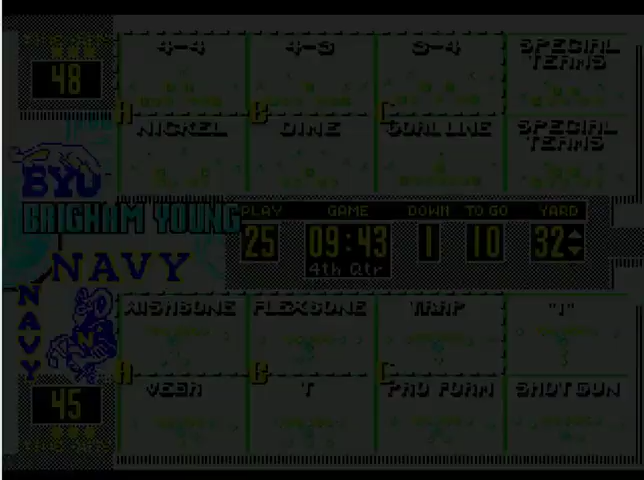 4-4 4-3 3-4 SPECIAL TEAMS
48
A B C
NICKEL DIME GOAL LINE SPECIAL TEAMS
BYU
BRIGHAM YOUNG
PLAY GAME DOWN TO GO YARD
25 09:43 1 10 32
4th Qtr
NAVY
NAVY
N
WISHBONE FLEXBONE TRAP "I"
A B C
VEER T PRO FORM SHOTGUN
45